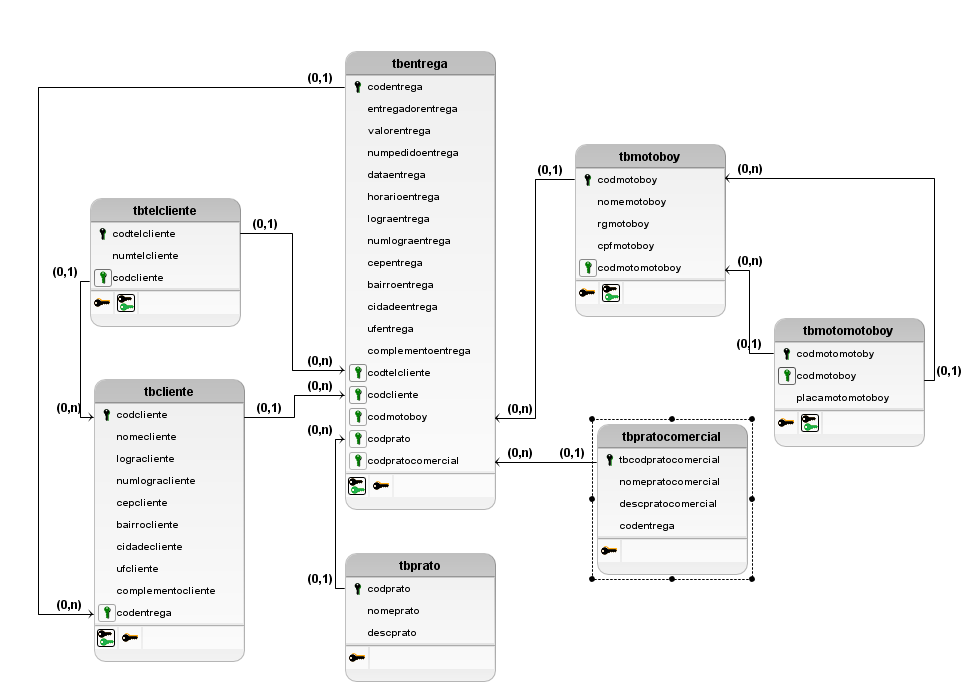 tbentrega
(0,1)
codentrega
entregadorentrega
valorentrega
numpedidoentrega
dataentrega
horarioentrega
lograentrega
numlograentrega
cepentrega
bairroentrega
cidadeentrega
ufentrega
complementoentrega
(0,n)
codtelcliente
(0,n)
codcliente
codmotoboy
(0,n)
(0,n)
codprato
codpratocomercial
(0,n)
tbtelcliente
(0,1)
codtelcliente
numtelcliente
(0,1)
codcliente
tbcliente
(0,n)
codcliente
(0,1)
nomecliente
logracliente
numlogracliente
cepcliente
bairrocliente
cidadecliente
ufcliente
complementocliente
(0,n)
codentrega
tbprato
(0,1)
codprato
nomeprato
descprato
tbmotoboy
(0,1)
(0,n)
codmotoboy
nomemotoboy
rgmotoboy
cpfmotoboy
(0,n)
codmotomotoboy
tbmotomotoboy
(0,1)
codmotomotoby
codmotoboy
(0,1)
placamotomotoboy
tbpratocomercial
(0,1)
tbcodpratocomercial
nomepratocomercial
descpratocomercial
codentrega